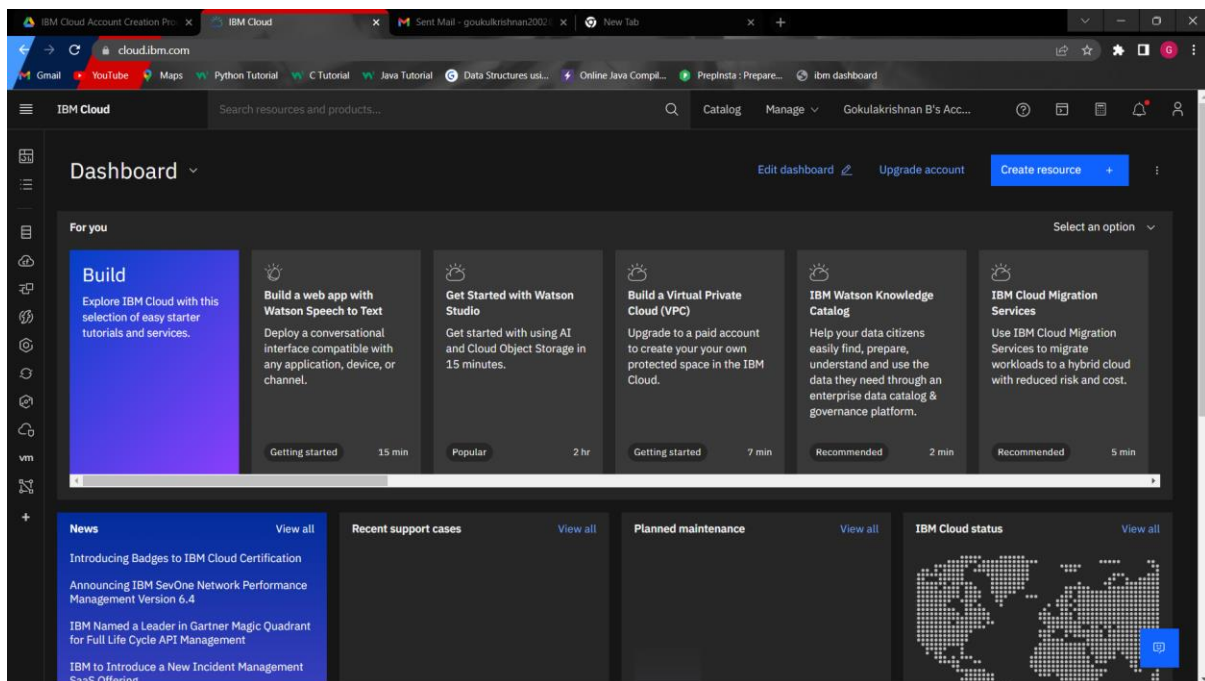 IBM Cloud Account Creation Pro
IBM Cloud
Sent Mail - goukulkrishnan2002
New Tab
cloud.ibm.com
G
Gmail
YouTube
Maps
Python Tutorial
C Tutorial
Java Tutorial
Data Structures usi...
Online Java Compil...
PrepInsta : Prepare...
ibm dashboard
IBM Cloud
Search resources and products...
Catalog
Manage
Gokulakrishnan B's Acc...
Dashboard
Edit dashboard
Upgrade account
Create resource +
For you
Select an option
Build
Explore IBM Cloud with this
selection of easy starter
tutorials and services.
Build a web app with
Watson Speech to Text
Deploy a conversational
interface compatible with
any application, device, or
channel.
Getting started
15 min
Get Started with Watson
Studio
Get started with using AI
and Cloud Object Storage in
15 minutes.
Popular
2 hr
Build a Virtual Private
Cloud (VPC)
Upgrade to a paid account
to create your your own
protected space in the IBM
Cloud.
Getting started
7 min
IBM Watson Knowledge
Catalog
Help your data citizens
easily find, prepare,
understand and use the
data they need through an
enterprise data catalog &
governance platform.
Recommended
2 min
IBM Cloud Migration
Services
Use IBM Cloud Migration
Services to migrate
workloads to a hybrid cloud
with reduced risk and cost.
Recommended
5 min
vm
News
View all
Introducing Badges to IBM Cloud Certification
Announcing IBM SevOne Network Performance
Management Version 6.4
IBM Named a Leader in Gartner Magic Quadrant
for Full Life Cycle API Management
IBM to Introduce a New Incident Management
SaaS Offering
Recent support cases
View all
Planned maintenance
View all
IBM Cloud status
View all